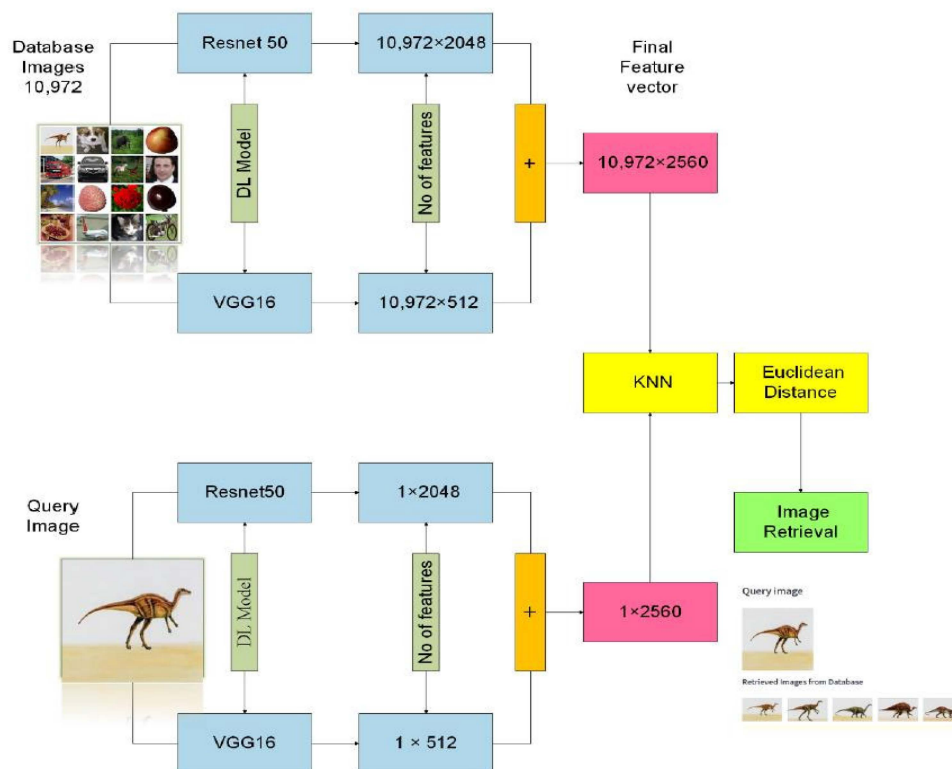 Database
Images
10,972
Resnet 50
10,972×2048
Final
Feature
vector
DL Model
No of features
+
10,972×2560
VGG16
10,972×512
KNN
Euclidean
Distance
Query
Image
Resnet50
1×2048
Image
Retrieval
DL Model
No of features
+
1×2560
VGG16
1 × 512
Query image
Retrieved Images from Database